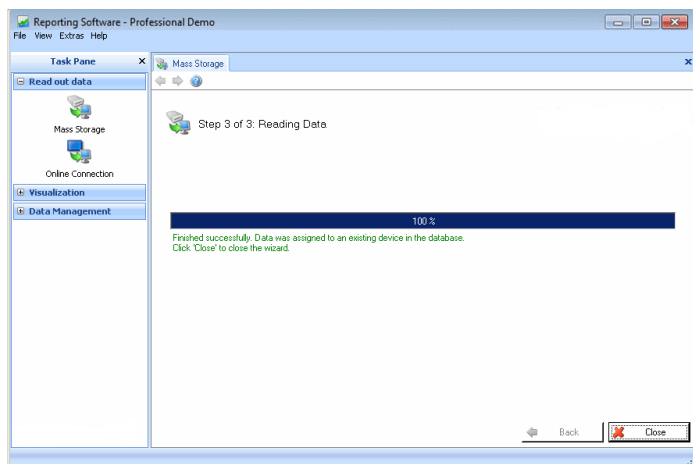 Reporting Software - Professional Demo
File View Extras Help
Task Pane
Mass Storage
Read out data
Mass Storage
Online Connection
Visualization
Data Management
Step 3 of 3: Reading Data
100 %
Finished successfully. Data was assigned to an existing device in the database.
Click 'Close' to close the wizard.
Back
Close